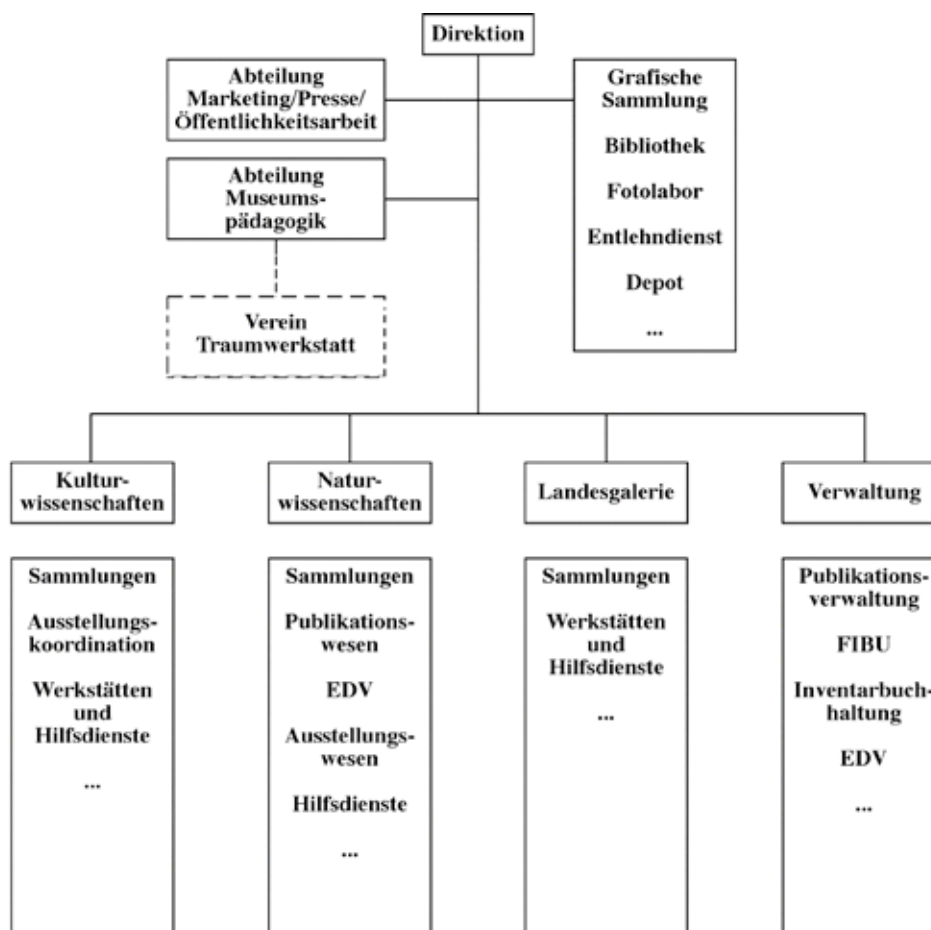 Direktion
Abteilung
Marketing/Presse/
Öffentlichkeitsarbeit
Grafische
Sammlung
Bibliothek
Fotolabor
Entlehndienst
Depot
...
Abteilung
Museums-
pädagogik
Verein
Traumwerkstatt
Kultur-
wissenschaften
Natur-
wissenschaften
Landesgalerie
Verwaltung
Sammlungen
Ausstellungs-
koordination
Werkstätten
und
Hilfsdienste
...
Sammlungen
Publikations-
wesen
EDV
Ausstellungs-
wesen
Hilfsdienste
...
Sammlungen
Werkstätten
und
Hilfsdienste
...
Publikations-
verwaltung
FIBU
Inventarbuch-
haltung
EDV
...